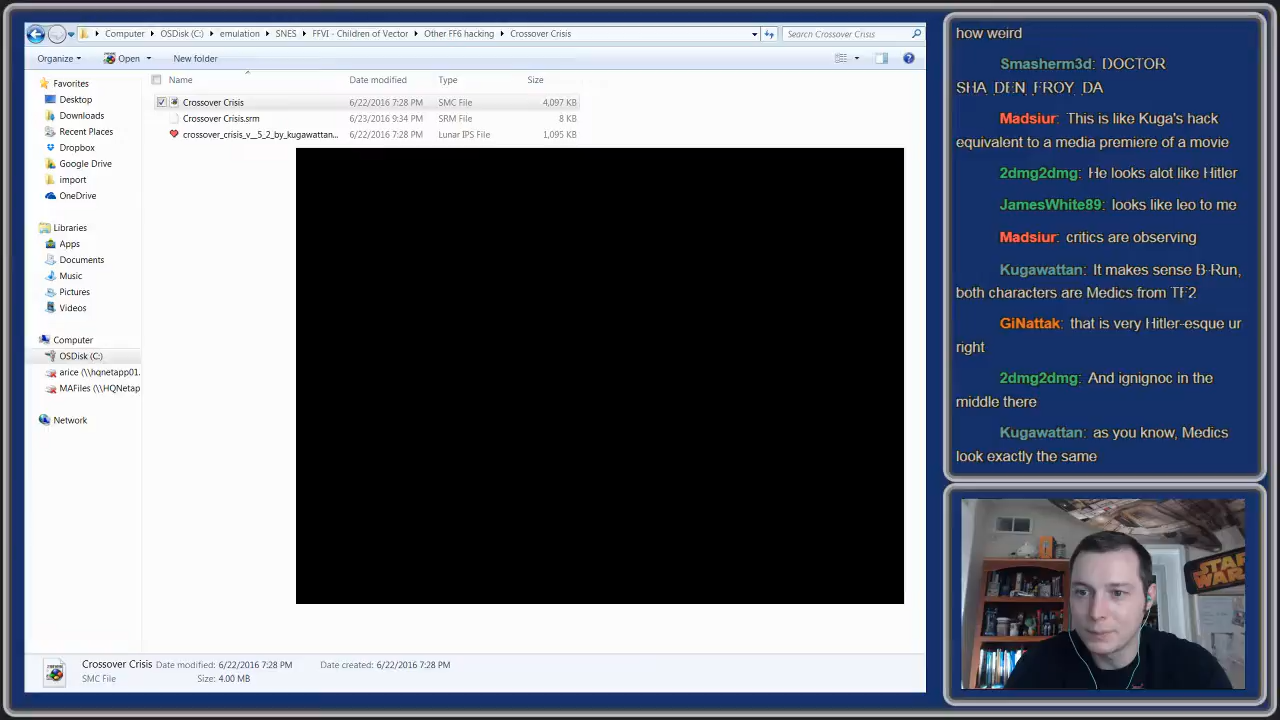 Computer ▸ OSDisk (C:) ▸ emulation ▸ SNES ▸ FFVI - Children of Vector ▸ Other FF6 hacking ▸ Crossover Crisis
Search Crossover Crisis
Organize Open New folder
Name Date modified Type Size
Crossover Crisis 6/22/2016 7:28 PM SMC File 4,097 KB
Crossover Crisis.srm 6/23/2016 9:34 PM SRM File 8 KB
crossover_crisis_v__5_2_by_kugawattan... 6/22/2016 7:28 PM Lunar IPS File 1,095 KB
Favorites
Desktop
Downloads
Recent Places
Dropbox
Google Drive
import
OneDrive
Libraries
Apps
Documents
Music
Pictures
Videos
Computer
OSDisk (C:)
arice (\\hqnetapp01.
MAFiles (\\HQNetap
Network
Crossover Crisis Date modified: 6/22/2016 7:28 PM Date created: 6/22/2016 7:28 PM
SMC File Size: 4.00 MB
how weird
Smasherm3d: DOCTOR
SHA_DEN_FROY_DA
Madsiur: This is like Kuga's hack
equivalent to a media premiere of a movie
2dmg2dmg: He looks alot like Hitler
JamesWhite89: looks like leo to me
Madsiur: critics are observing
Kugawattan: It makes sense B-Run,
both characters are Medics from TF2
GiNattak: that is very Hitler-esque ur
right
2dmg2dmg: And ignignoc in the
middle there
Kugawattan: as you know, Medics
look exactly the same
STAR
WAR